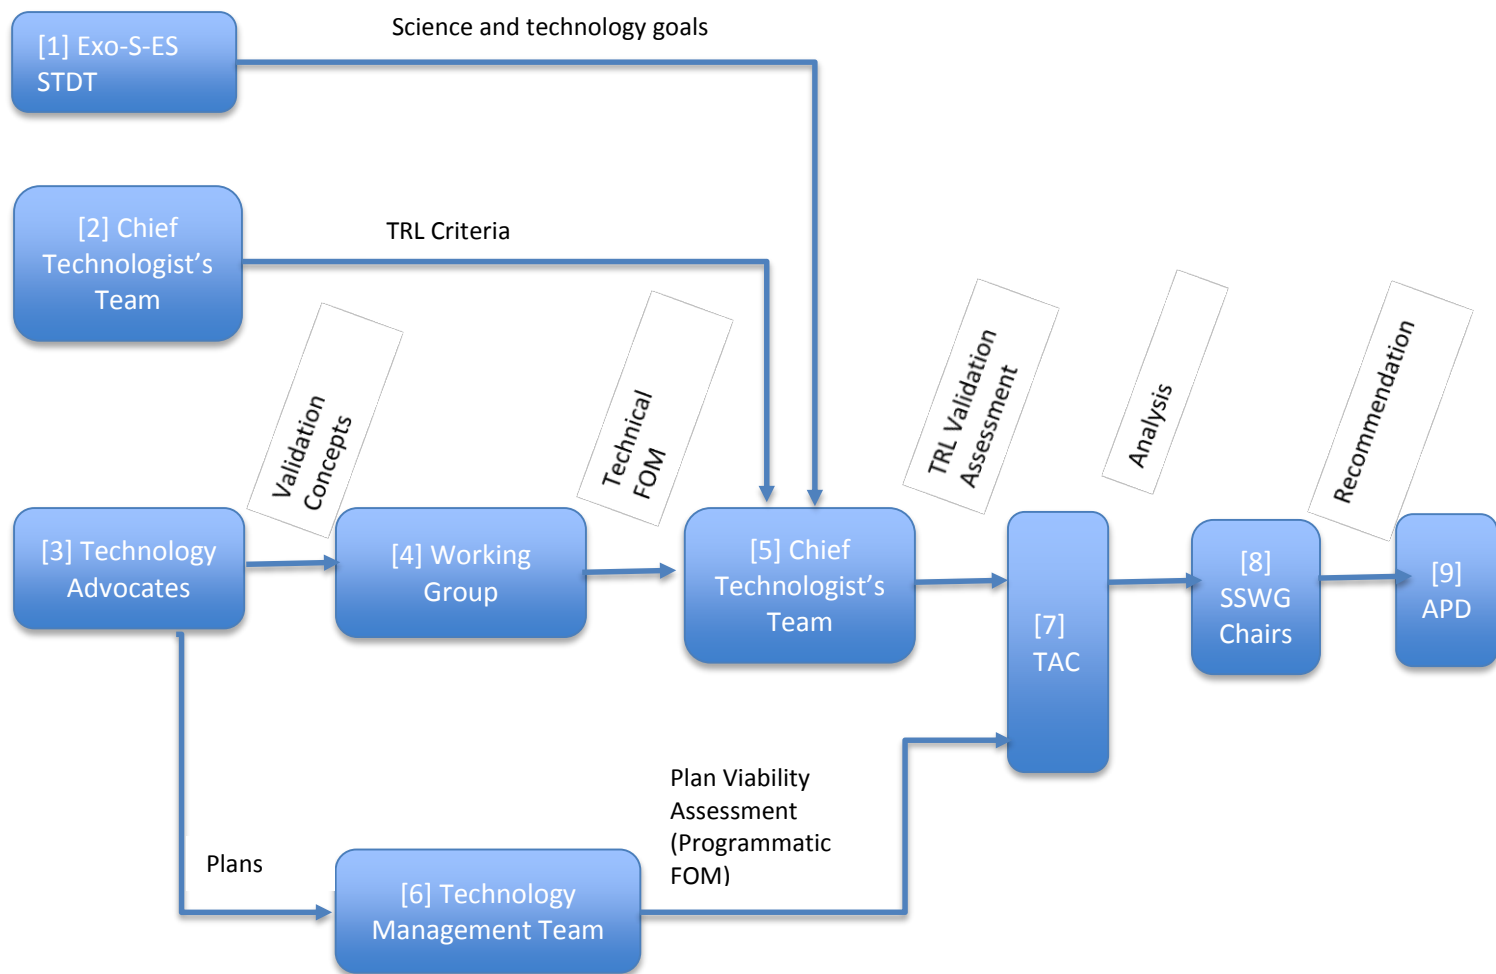 Science and technology goals
[1] Exo-S-ES
STDT
[2] Chief
Technologist’s
Team
TRL Criteria
Validation
Concepts
Technical
FOM
TRL Validation
Assessment
Analysis
Recommendation
[3] Technology
Advocates
[4] Working
Group
[5] Chief
Technologist’s
Team
[7]
TAC
[8]
SSWG
Chairs
[9]
APD
Plans
Plan Viability
Assessment
(Programmatic
FOM)
[6] Technology
Management Team